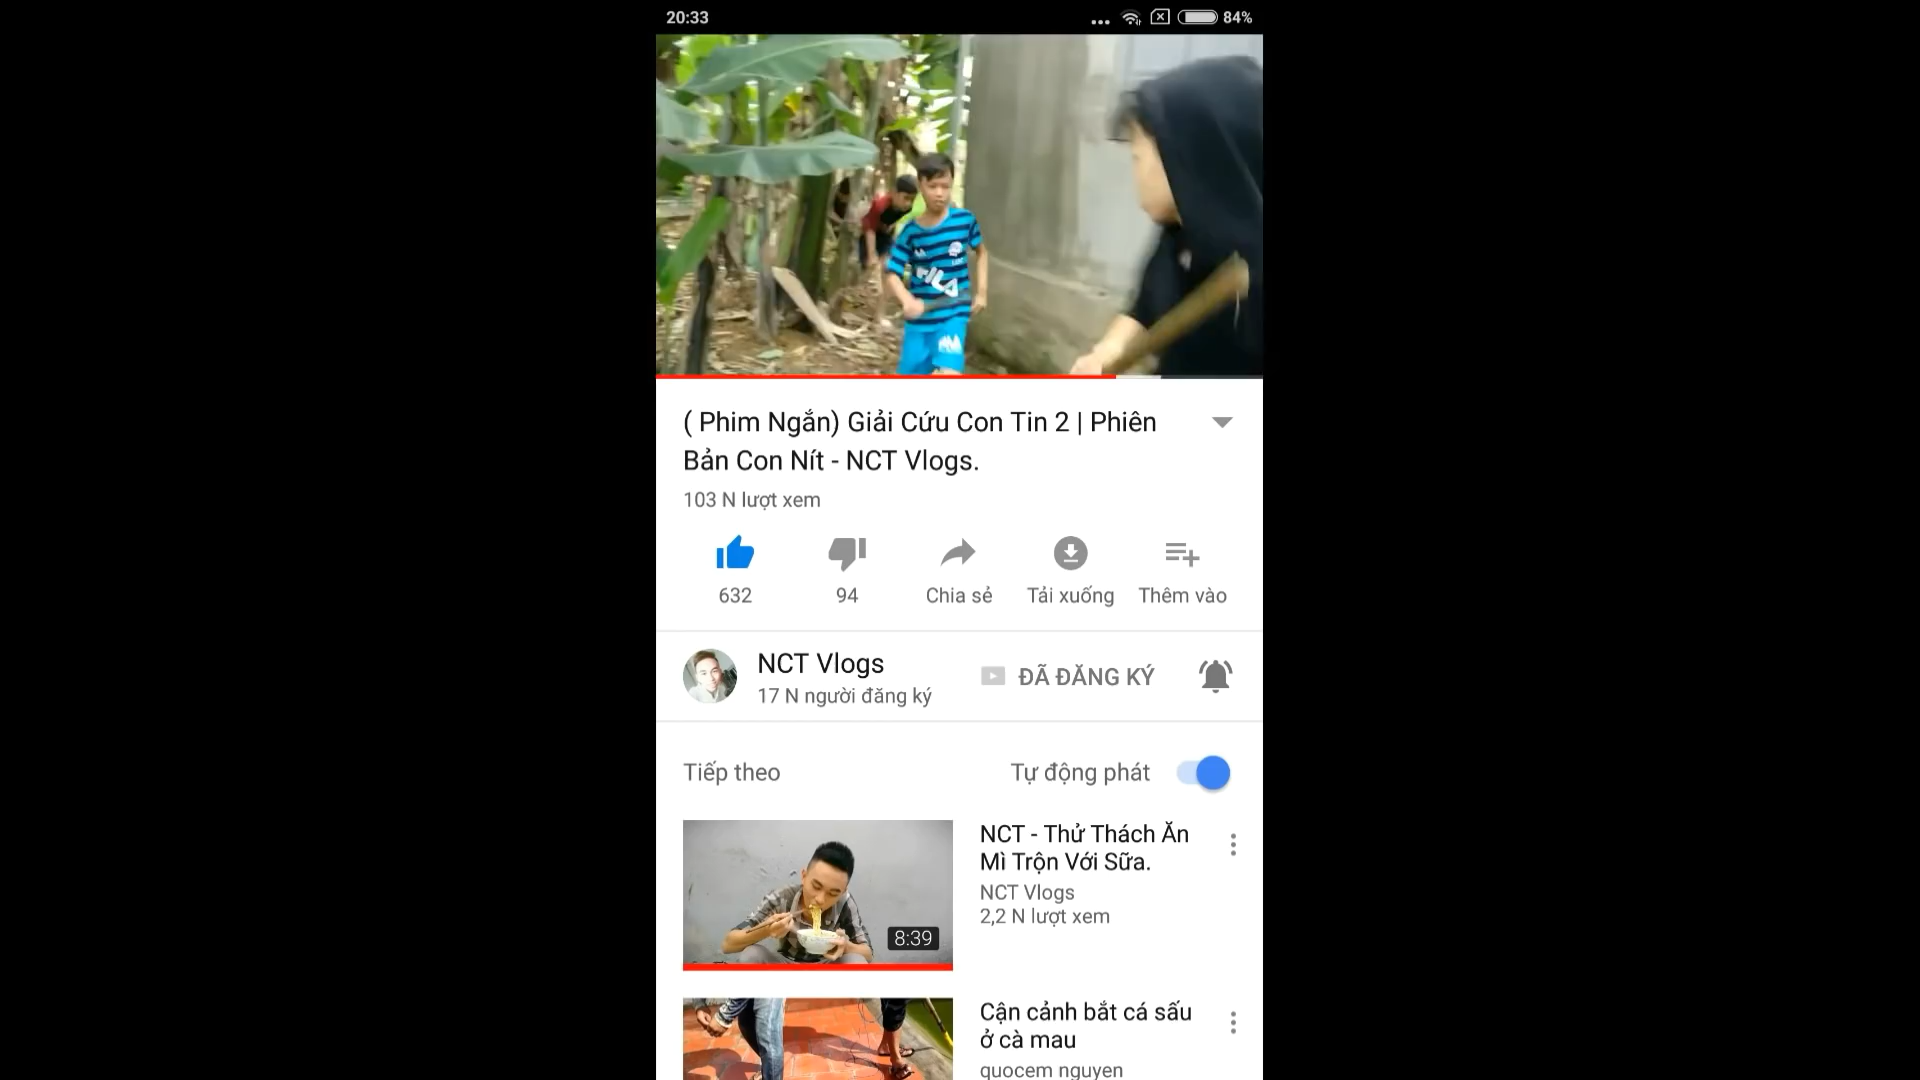 20:33
84%
FILA
( Phim Ngắn) Giải Cứu Con Tin 2 | Phiên
Bản Con Nít - NCT Vlogs.
103 N lượt xem
632
94
Chia sẻ
Tải xuống
Thêm vào
NCT Vlogs
17 N người đăng ký
ĐÃ ĐĂNG KÝ
Tiếp theo
Tự động phát
8:39
NCT - Thử Thách Ăn
Mì Trộn Với Sữa.
NCT Vlogs
2,2 N lượt xem
Cận cảnh bắt cá sấu
ở cà mau
quocem nguyen